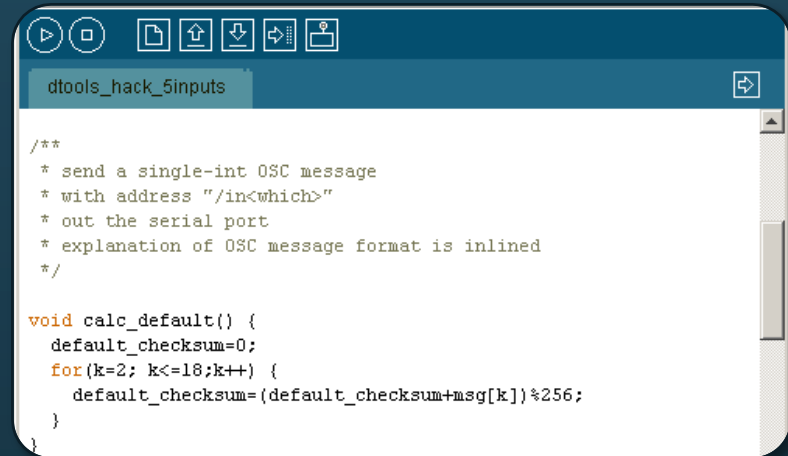 dtools_hack_5inputs
/**
 * send a single-int OSC message
 * with address "/in<which>"
 * out the serial port
 * explanation of OSC message format is inlined
 */
void calc_default() {
  default_checksum=0;
  for(k=2; k<=18;k++) {
    default_checksum=(default_checksum+msg[k])%256;
  }
}